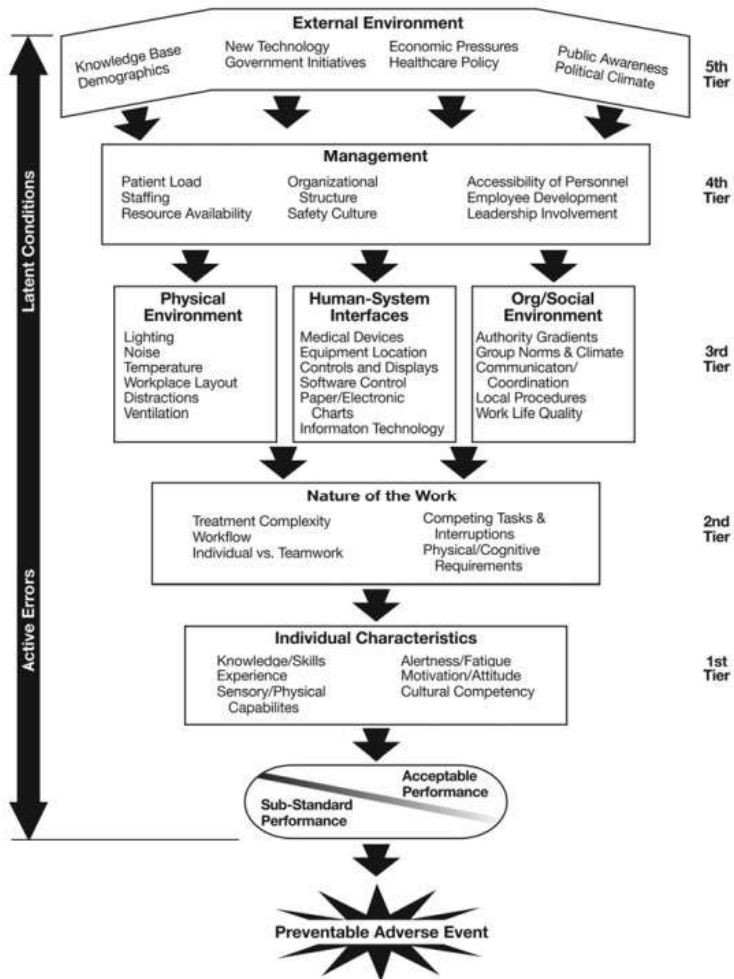 External Environment
Knowledge Base
Demographics
New Technology
Government Initiatives
Economic Pressures
Healthcare Policy
Public Awareness
Political Climate
5th
Tier
Management
Patient Load
Staffing
Resource Availability
Organizational
Structure
Safety Culture
Accessibility of Personnel
Employee Development
Leadership Involvement
4th
Tier
Latent Conditions
Physical
Environment
Lighting
Noise
Temperature
Workplace Layout
Distractions
Ventilation
Human-System
Interfaces
Medical Devices
Equipment Location
Controls and Displays
Software Control
Paper/Electronic
Charts
Informaton Technology
Org/Social
Environment
Authority Gradients
Group Norms & Climate
Communicaton/
Coordination
Local Procedures
Work Life Quality
3rd
Tier
Nature of the Work
Treatment Complexity
Workflow
Individual vs. Teamwork
Competing Tasks &
Interruptions
Physical/Cognitive
Requirements
2nd
Tier
Active Errors
Individual Characteristics
Knowledge/Skills
Experience
Sensory/Physical
Capabilites
Alertness/Fatigue
Motivation/Attitude
Cultural Competency
1st
Tier
Acceptable
Performance
Sub-Standard
Performance
Preventable Adverse Event